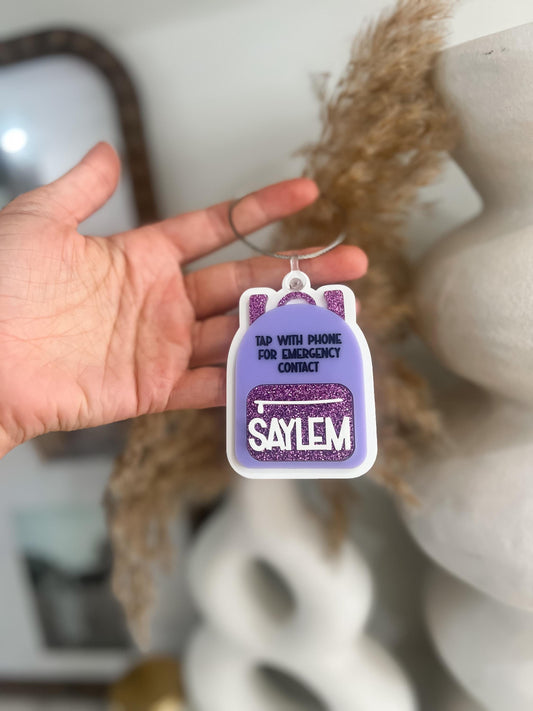 TAP WITH PHONE
FOR EMERGENCY
CONTACT
SAYLEM